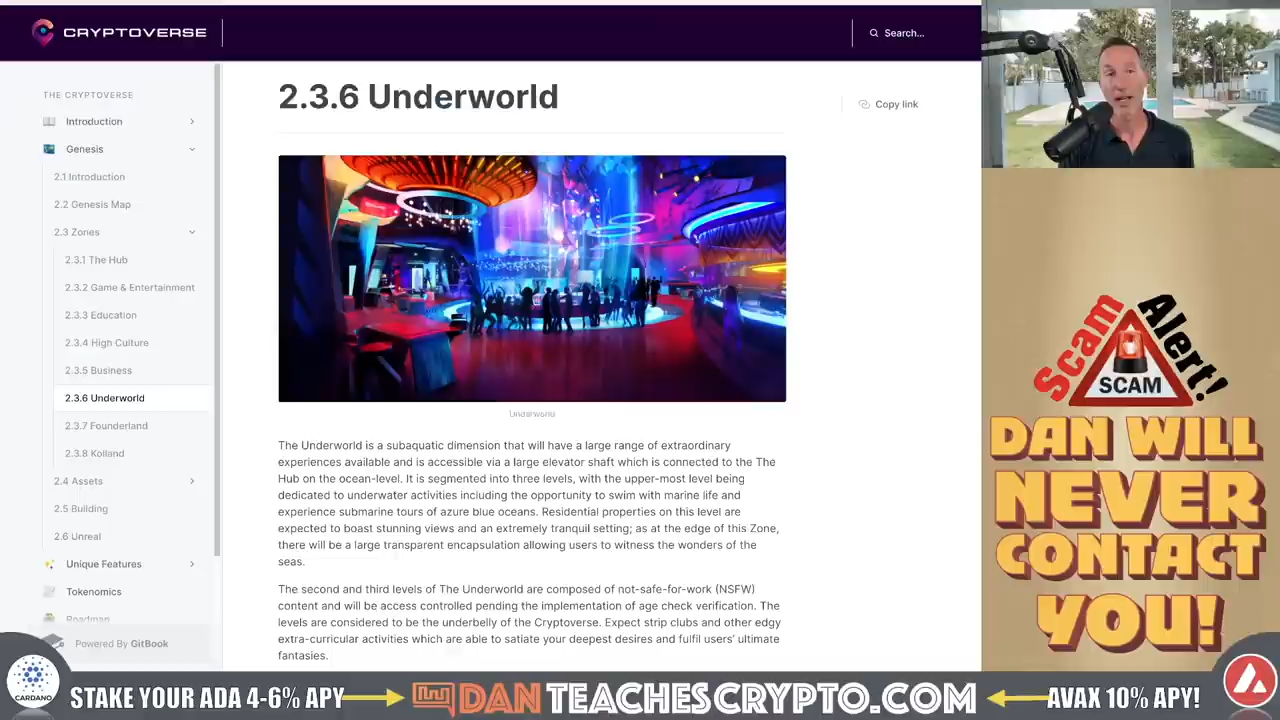 CRYPTOVERSE
Search...
THE CRYPTOVERSE
Introduction
Genesis
2.1 Introduction
2.2 Genesis Map
2.3 Zones
2.3.1 The Hub
2.3.2 Game & Entertainment
2.3.3 Education
2.3.4 High Culture
2.3.5 Business
2.3.6 Underworld
2.3.7 Founderland
2.3.8 Kolland
2.4 Assets
2.5 Building
2.6 Unreal
Unique Features
Tokenomics
Roadmap
Powered By GitBook
2.3.6 Underworld
Copy link
Underworld
The Underworld is a subaquatic dimension that will have a large range of extraordinary
experiences available and is accessible via a large elevator shaft which is connected to the The
Hub on the ocean-level. It is segmented into three levels, with the upper-most level being
dedicated to underwater activities including the opportunity to swim with marine life and
experience submarine tours of azure blue oceans. Residential properties on this level are
expected to boast stunning views and an extremely tranquil setting; as at the edge of this Zone,
there will be a large transparent encapsulation allowing users to witness the wonders of the
seas.
The second and third levels of The Underworld are composed of not-safe-for-work (NSFW)
content and will be access controlled pending the implementation of age check verification. The
levels are considered to be the underbelly of the Cryptoverse. Expect strip clubs and other edgy
extra-curricular activities which are able to satiate your deepest desires and fulfil users' ultimate
fantasies.
Scam Alert!
SCAM
DAN WILL
NEVER
CONTACT
YOU!
CARDANO
STAKE YOUR ADA 4-6% APY
DANTEACHESCRYPTO.COM
AVAX 10% APY!